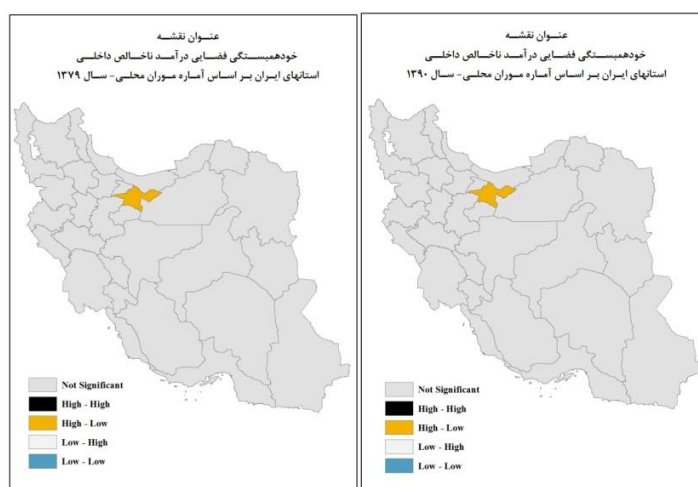 عنوان نقشه
خودهمبستگی فضایی درآمد ناخالص داخلی
استانهای ایران بر اساس آماره موران محلی- سال ۱۳۷۹
Not Significant
High - High
High - Low
Low - High
Low - Low
عنوان نقشه
خودهمبستگی فضایی درآمد ناخالص داخلی
استانهای ایران بر اساس آماره موران محلی- سال ۱۳۹۰
Not Significant
High - High
High - Low
Low - High
Low - Low